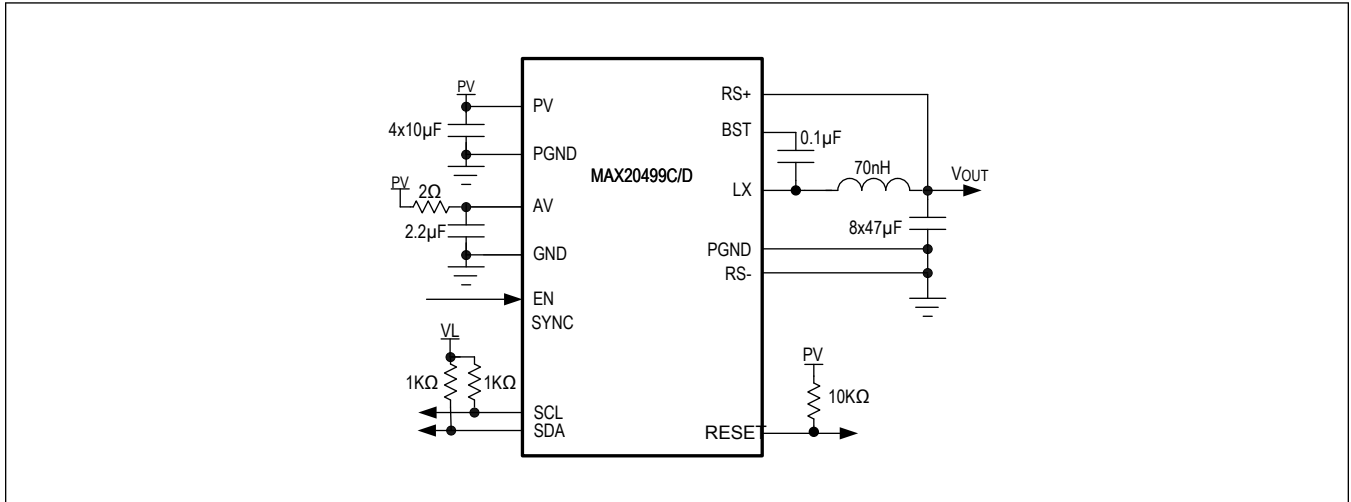 PV
4x10µF
PV
PGND
PV
2Ω
AV
2.2µF
GND
EN
SYNC
VL
1KΩ
1KΩ
SCL
SDA
MAX20499C/D
RS+
BST
0.1µF
70nH
LX
VOUT
8x47µF
PGND
RS-
PV
10KΩ
RESET